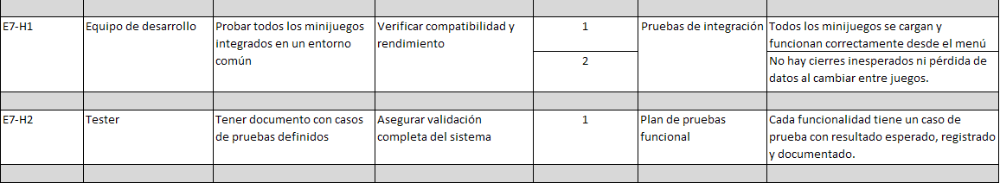 E7-H1
Equipo de desarrollo
Probar todos los minijuegos
integrados en un entorno
común
Verificar compatibilidad y
rendimiento
1
Pruebas de integración
Todos los minijuegos se cargan y
funcionan correctamente desde el menú
2
No hay cierres inesperados ni pérdida de
datos al cambiar entre juegos.
E7-H2
Tester
Tener documento con casos
de pruebas definidos
Asegurar validación
completa del sistema
1
Plan de pruebas
funcional
Cada funcionalidad tiene un caso de
prueba con resultado esperado, registrado
y documentado.